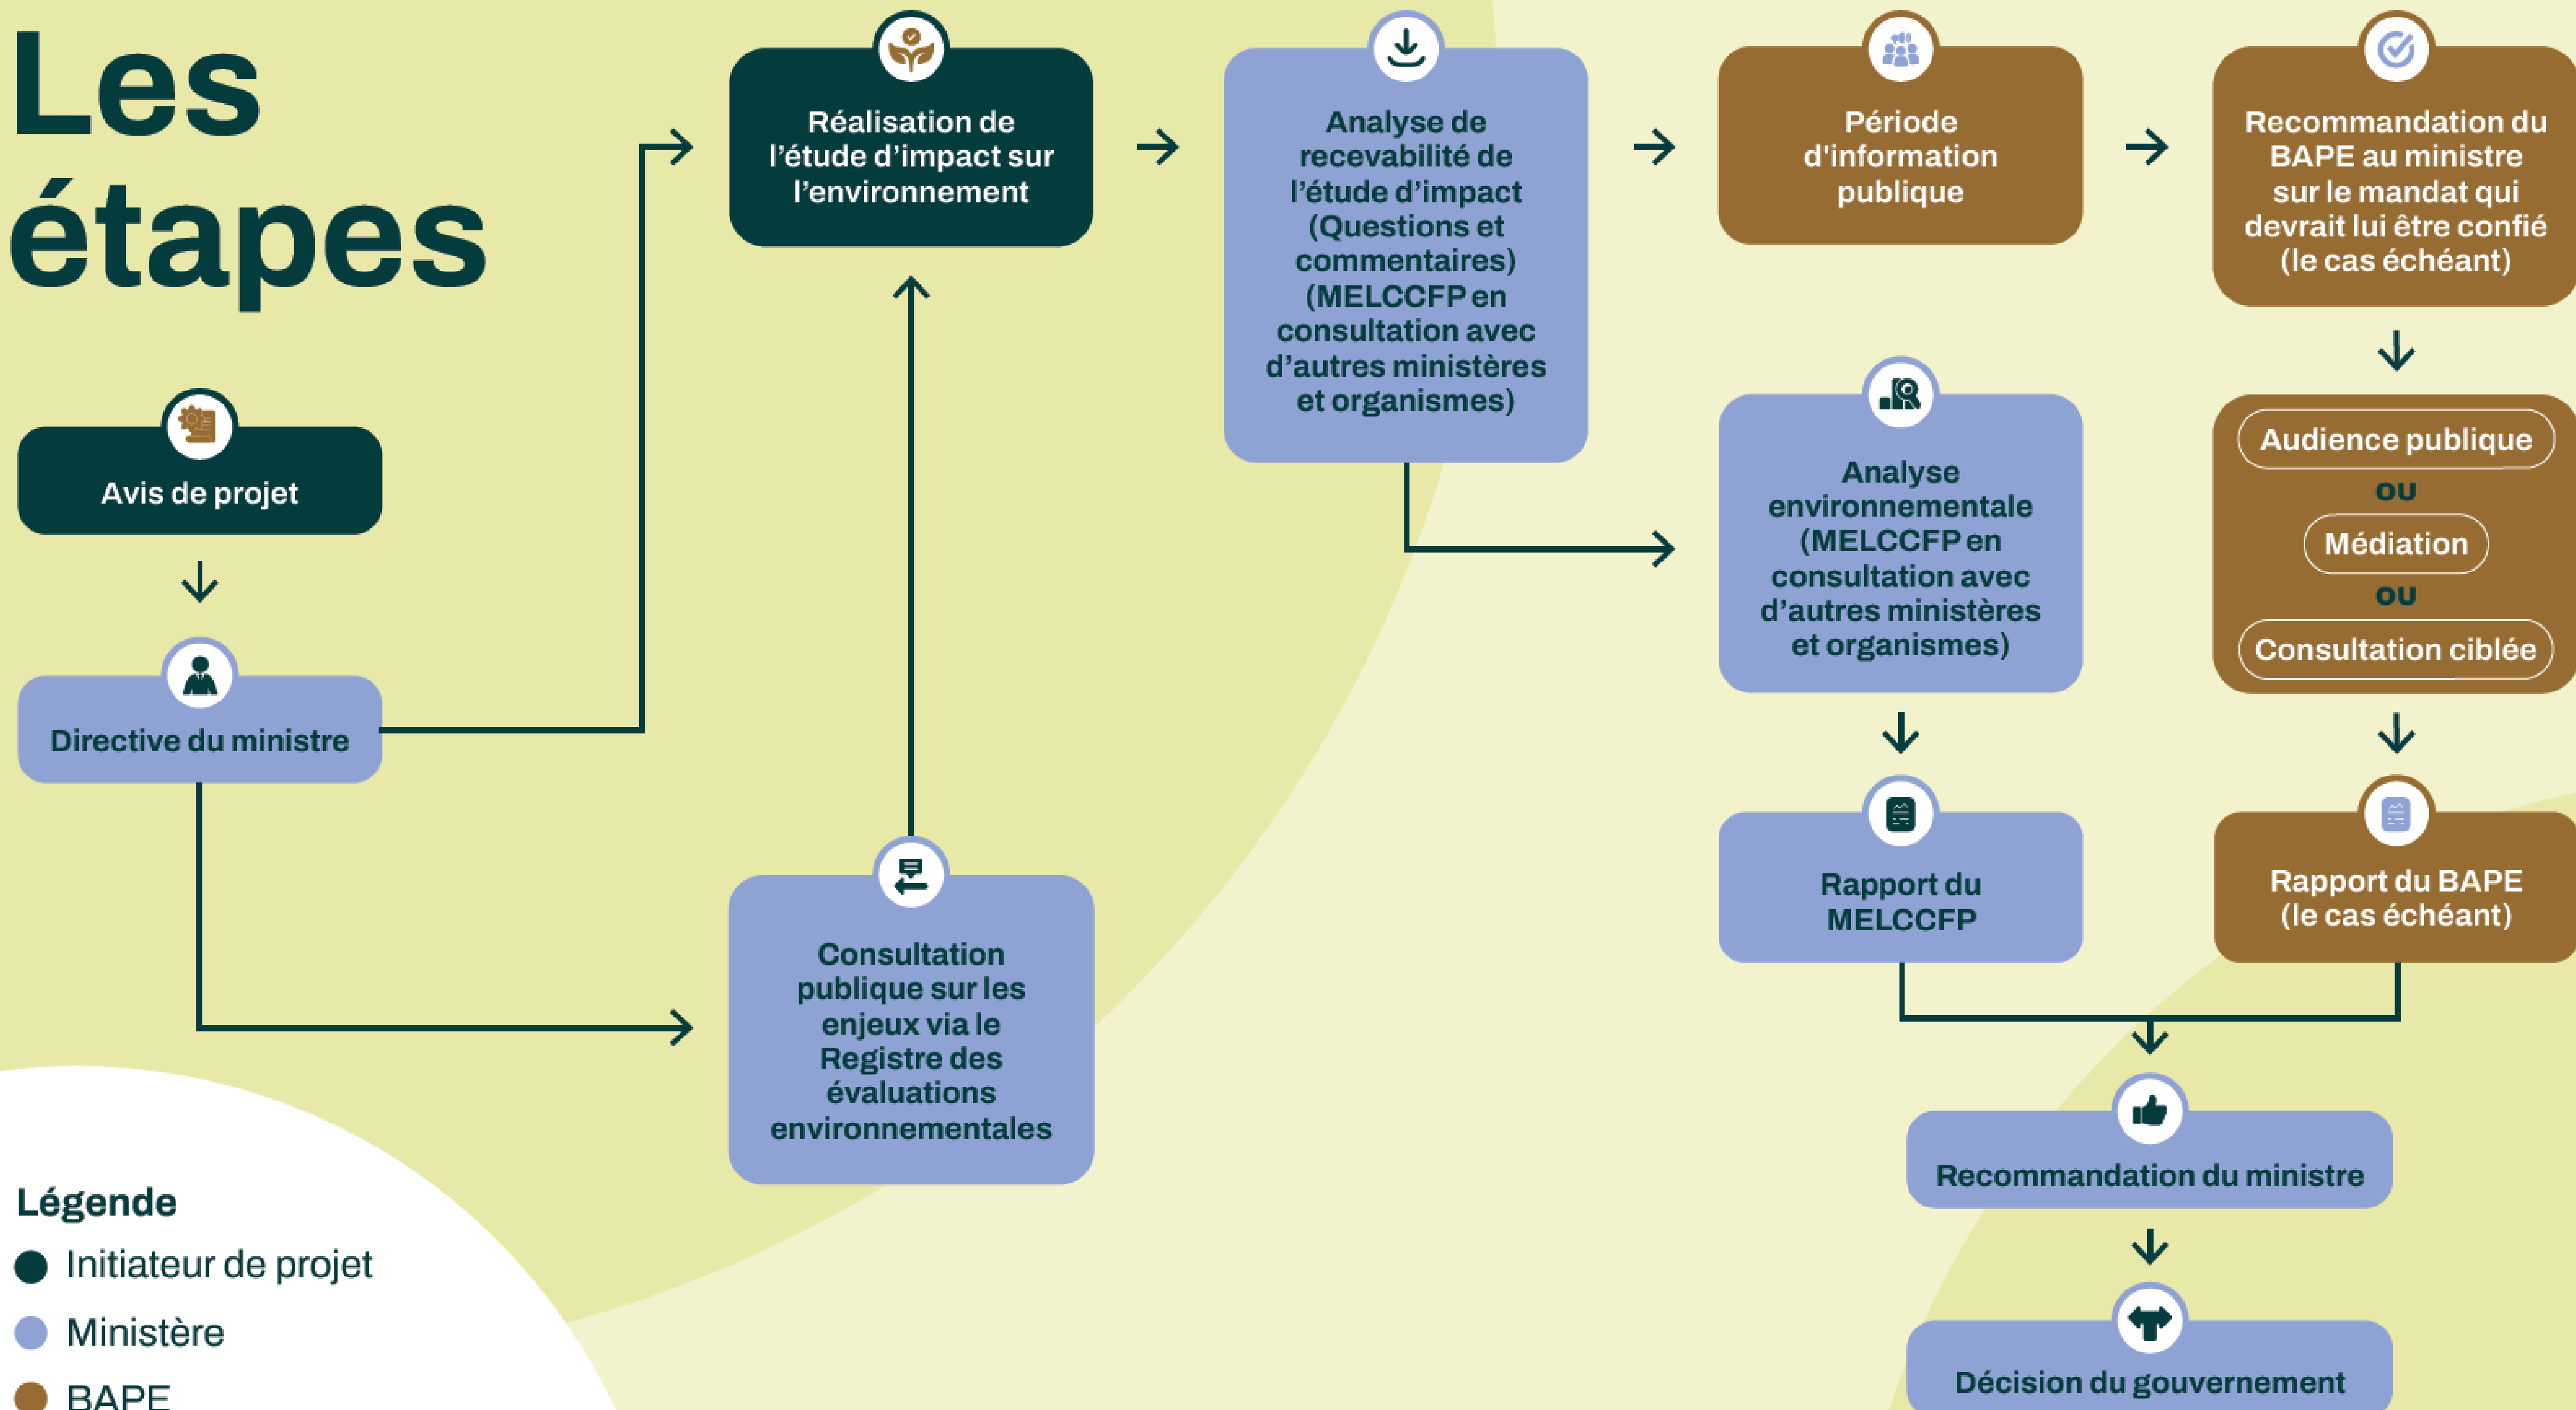 Les
étapes
Avis de projet
Directive du ministre
Réalisation de
l’étude d’impact sur
l’environnement
Consultation
publique sur les
enjeux via le
Registre des
évaluations
environnementales
Analyse de
recevabilité de
l’étude d’impact
(Questions et
commentaires)
(MELCCFP en
consultation avec
d’autres ministères
et organismes)
Période
d'information
publique
Recommandation du
BAPE au ministre
sur le mandat qui
devrait lui être confié
(le cas échéant)
Analyse
environnementale
(MELCCFP en
consultation avec
d’autres ministères
et organismes)
Audience publique
ou
Médiation
ou
Consultation ciblée
Rapport du
MELCCFP
Rapport du BAPE
(le cas échéant)
Recommandation du ministre
Décision du gouvernement
Légende
Initiateur de projet
Ministère
BAPE